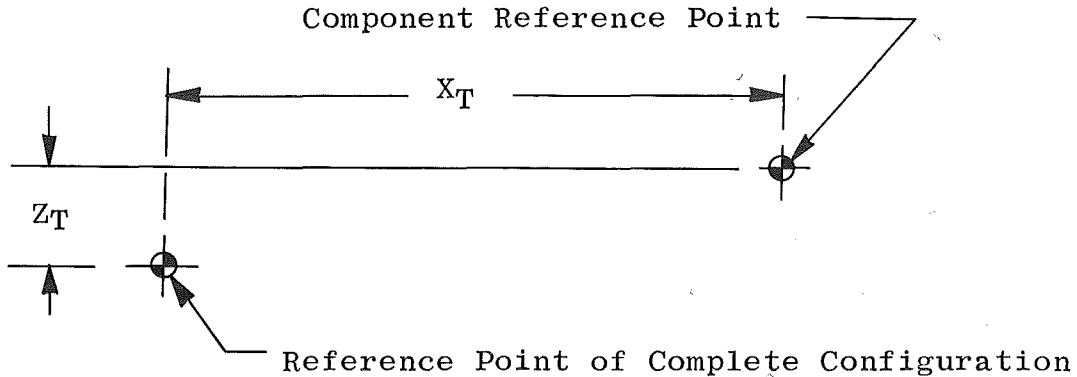 Component Reference Point
X_T
Z_T
Reference Point of Complete Configuration